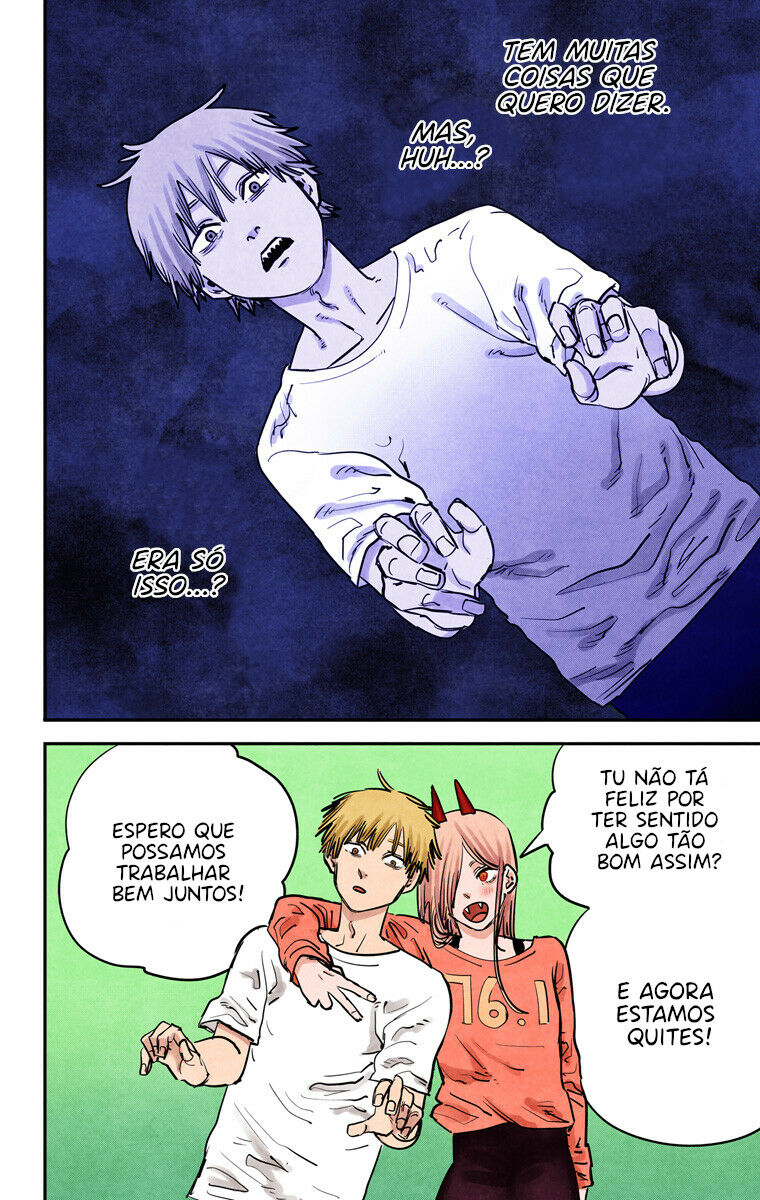 TEM MUITAS
COISAS QUE
QUERO DIZER.
MAS,
HUH...?
ERA SÓ
ISSO...?
TU NÃO TÁ
FELIZ POR
TER SENTIDO
ALGO TÃO
BOM ASSIM?
E AGORA
ESTAMOS
QUITES!
ESPERO QUE
POSSAMOS
TRABALHAR
BEM JUNTOS!
76.1